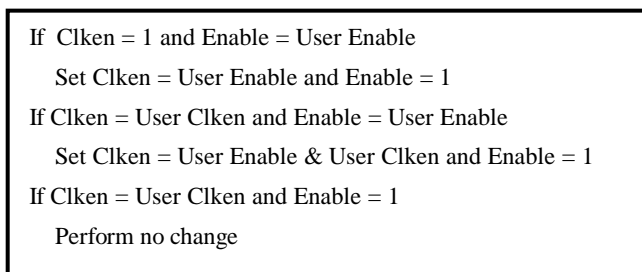 If Clken = 1 and Enable = User Enable
Set Clken = User Enable and Enable = 1
If Clken = User Clken and Enable = User Enable
Set Clken = User Enable & User Clken and Enable = 1
If Clken = User Clken and Enable = 1
Perform no change